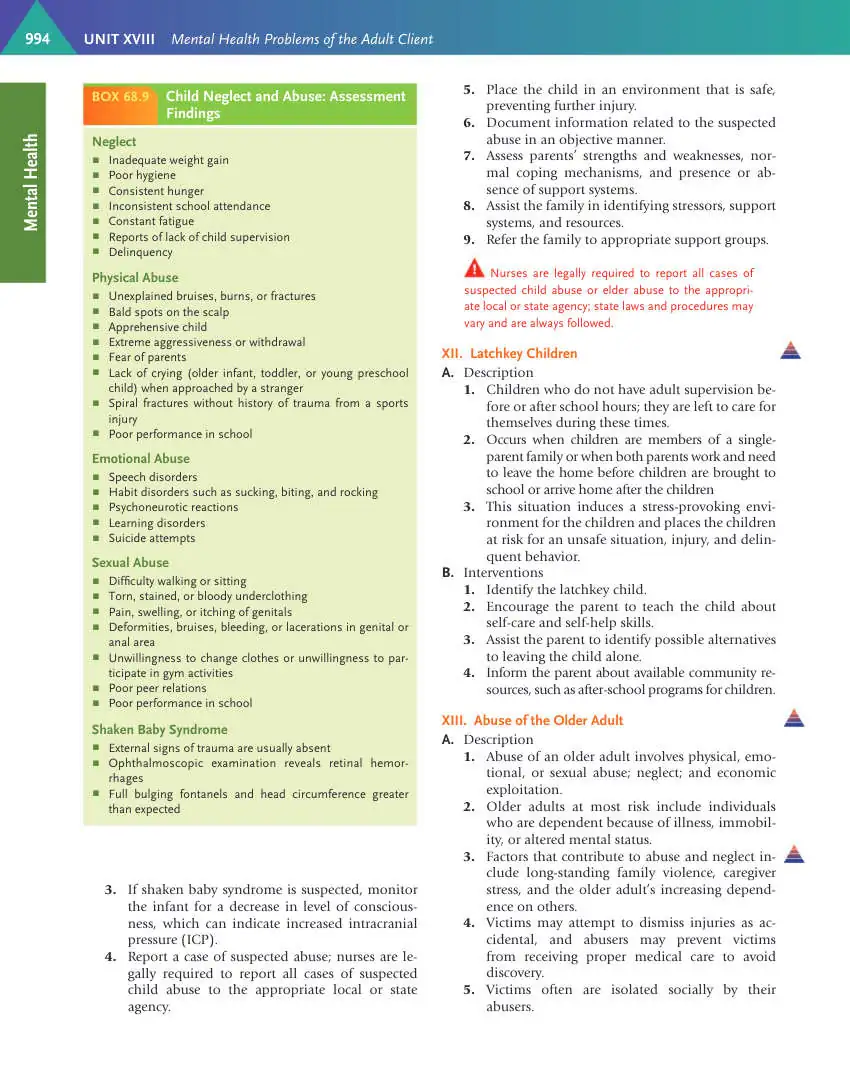 994 UNIT XVIII Mental Health Problems of the Adult Client
Mental Health
BOX 68.9 Child Neglect and Abuse: Assessment
Findings
Neglect
■ Inadequate weight gain
■ Poor hygiene
■ Consistent hunger
■ Inconsistent school attendance
■ Constant fatigue
■ Reports of lack of child supervision
■ Delinquency
Physical Abuse
■ Unexplained bruises, burns, or fractures
■ Bald spots on the scalp
■ Apprehensive child
■ Extreme aggressiveness or withdrawal
■ Fear of parents
■ Lack of crying (older infant, toddler, or young preschool
child) when approached by a stranger
■ Spiral fractures without history of trauma from a sports
injury
■ Poor performance in school
Emotional Abuse
■ Speech disorders
■ Habit disorders such as sucking, biting, and rocking
■ Psychoneurotic reactions
■ Learning disorders
■ Suicide attempts
Sexual Abuse
■ Difficulty walking or sitting
■ Torn, stained, or bloody underclothing
■ Pain, swelling, or itching of genitals
■ Deformities, bruises, bleeding, or lacerations in genital or
anal area
■ Unwillingness to change clothes or unwillingness to par-
ticipate in gym activities
■ Poor peer relations
■ Poor performance in school
Shaken Baby Syndrome
■ External signs of trauma are usually absent
■ Ophthalmoscopic examination reveals retinal hemor-
rhages
■ Full bulging fontanels and head circumference greater
than expected
3. If shaken baby syndrome is suspected, monitor
the infant for a decrease in level of conscious-
ness, which can indicate increased intracranial
pressure (ICP).
4. Report a case of suspected abuse; nurses are le-
gally required to report all cases of suspected
child abuse to the appropriate local or state
agency.
5. Place the child in an environment that is safe,
preventing further injury.
6. Document information related to the suspected
abuse in an objective manner.
7. Assess parents’ strengths and weaknesses, nor-
mal coping mechanisms, and presence or ab-
sence of support systems.
8. Assist the family in identifying stressors, support
systems, and resources.
9. Refer the family to appropriate support groups.
Nurses are legally required to report all cases of
suspected child abuse or elder abuse to the appropri-
ate local or state agency; state laws and procedures may
vary and are always followed.
XII. Latchkey Children
A. Description
1. Children who do not have adult supervision be-
fore or after school hours; they are left to care for
themselves during these times.
2. Occurs when children are members of a single-
parent family or when both parents work and need
to leave the home before children are brought to
school or arrive home after the children
3. This situation induces a stress-provoking envi-
ronment for the children and places the children
at risk for an unsafe situation, injury, and delin-
quent behavior.
B. Interventions
1. Identify the latchkey child.
2. Encourage the parent to teach the child about
self-care and self-help skills.
3. Assist the parent to identify possible alternatives
to leaving the child alone.
4. Inform the parent about available community re-
sources, such as after-school programs for children.
XIII. Abuse of the Older Adult
A. Description
1. Abuse of an older adult involves physical, emo-
tional, or sexual abuse; neglect; and economic
exploitation.
2. Older adults at most risk include individuals
who are dependent because of illness, immobil-
ity, or altered mental status.
3. Factors that contribute to abuse and neglect in-
clude long-standing family violence, caregiver
stress, and the older adult’s increasing depend-
ence on others.
4. Victims may attempt to dismiss injuries as ac-
cidental, and abusers may prevent victims
from receiving proper medical care to avoid
discovery.
5. Victims often are isolated socially by their
abusers.